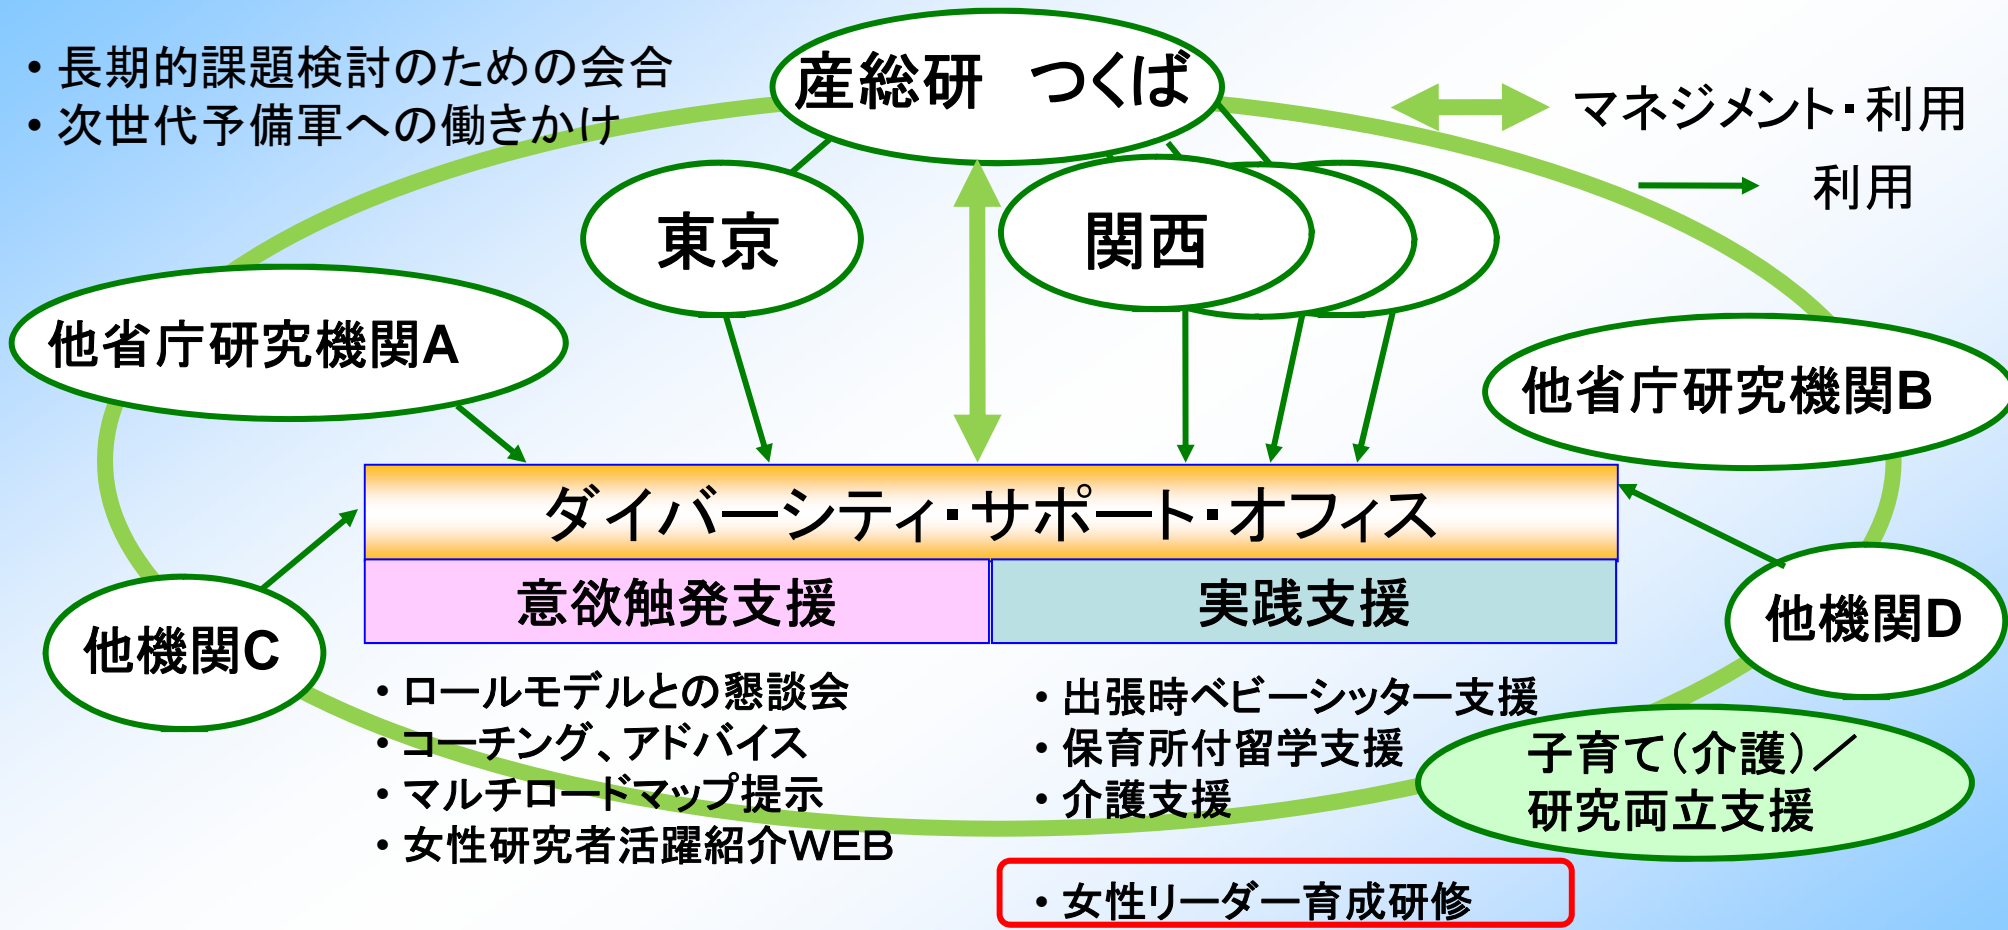 ・長期的課題検討のための会合
・次世代予備軍への働きかけ
産総研　つくば
マネジメント・利用
利用
東京
関西
他省庁研究機関A
他省庁研究機関B
ダイバーシティ・サポート・オフィス
意欲触発支援
実践支援
他機関C
他機関D
・ロールモデルとの懇談会
・コーチング、アドバイス
・マルチロードマップ提示
・女性研究者活躍紹介WEB
・出張時ベビーシッター支援
・保育所付留学支援
・介護支援
子育て（介護）／
研究両立支援
・女性リーダー育成研修